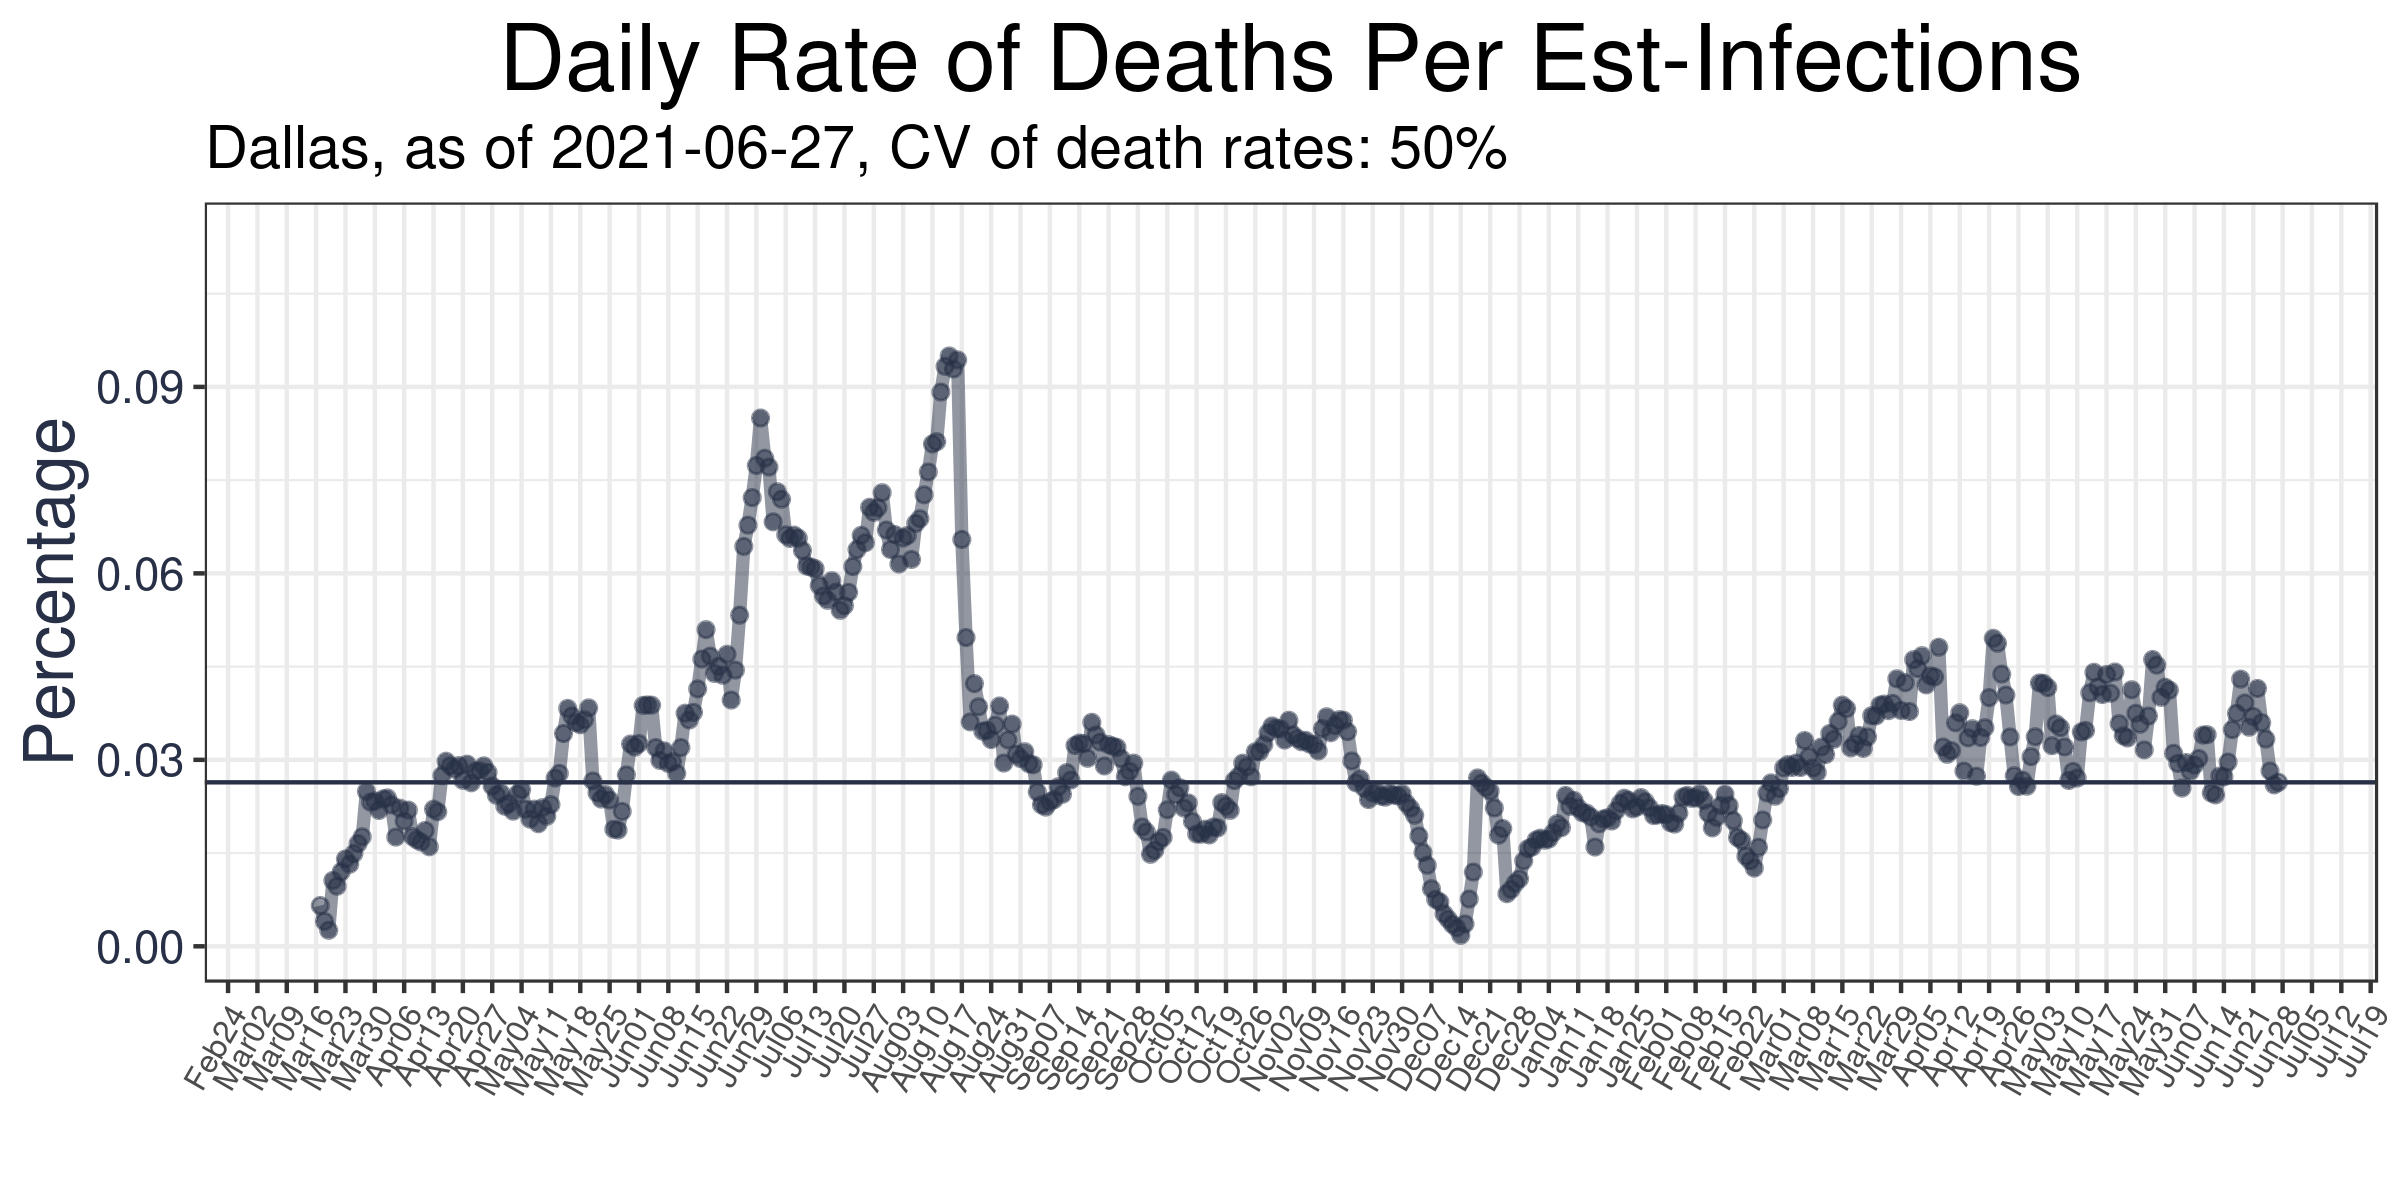 Daily Rate of Deaths Per Est-Infections
Dallas, as of 2021-06-27, CV of death rates: 50%
Percentage
0.09
0.06
0.03
0.00
Feb24
Mar02
Mar09
Mar16
Mar23
Mar30
Apr06
Apr13
Apr20
Apr27
May04
May11
May18
May25
Jun01
Jun08
Jun15
Jun22
Jun29
Jul06
Jul13
Jul20
Jul27
Aug03
Aug10
Aug17
Aug24
Aug31
Sep07
Sep14
Sep21
Sep28
Oct05
Oct12
Oct19
Oct26
Nov02
Nov09
Nov16
Nov23
Nov30
Dec07
Dec14
Dec21
Dec28
Jan04
Jan11
Jan18
Jan25
Feb01
Feb08
Feb15
Feb22
Mar01
Mar08
Mar15
Mar22
Mar29
Apr05
Apr12
Apr19
Apr26
May03
May10
May17
May24
May31
Jun07
Jun14
Jun21
Jun28
Jul05
Jul12
Jul19